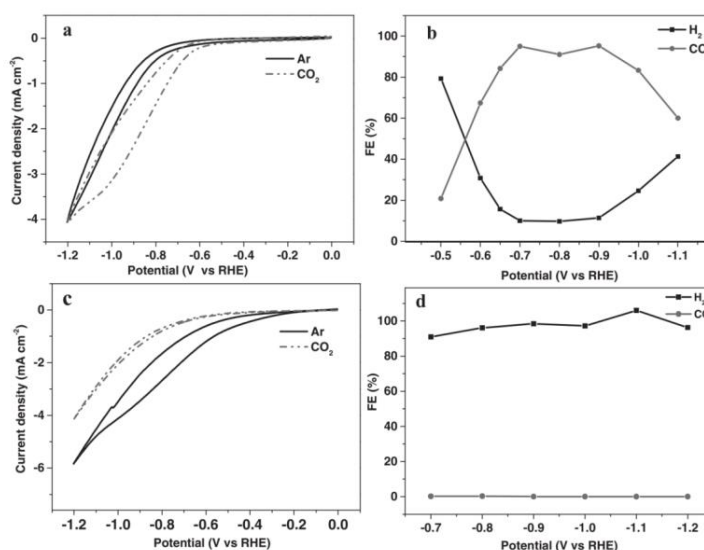 a
Ar
CO2
Current density (mA cm-2)
0
-1
-2
-3
-4
-1.2 -1.0 -0.8 -0.6 -0.4 -0.2 0.0
Potential (V vs RHE)
b
H2
CO
FE (%)
100
80
60
40
20
0
-0.5 -0.6 -0.7 -0.8 -0.9 -1.0 -1.1
Potential (V vs RHE)
c
Ar
CO2
Current density (mA cm-2)
0
-2
-4
-6
-1.2 -1.0 -0.8 -0.6 -0.4 -0.2 0.0
Potential (V vs RHE)
d
H
CO
FE (%)
100
80
60
40
20
0
-0.7 -0.8 -0.9 -1.0 -1.1 -1.2
Potential (V vs RHE)